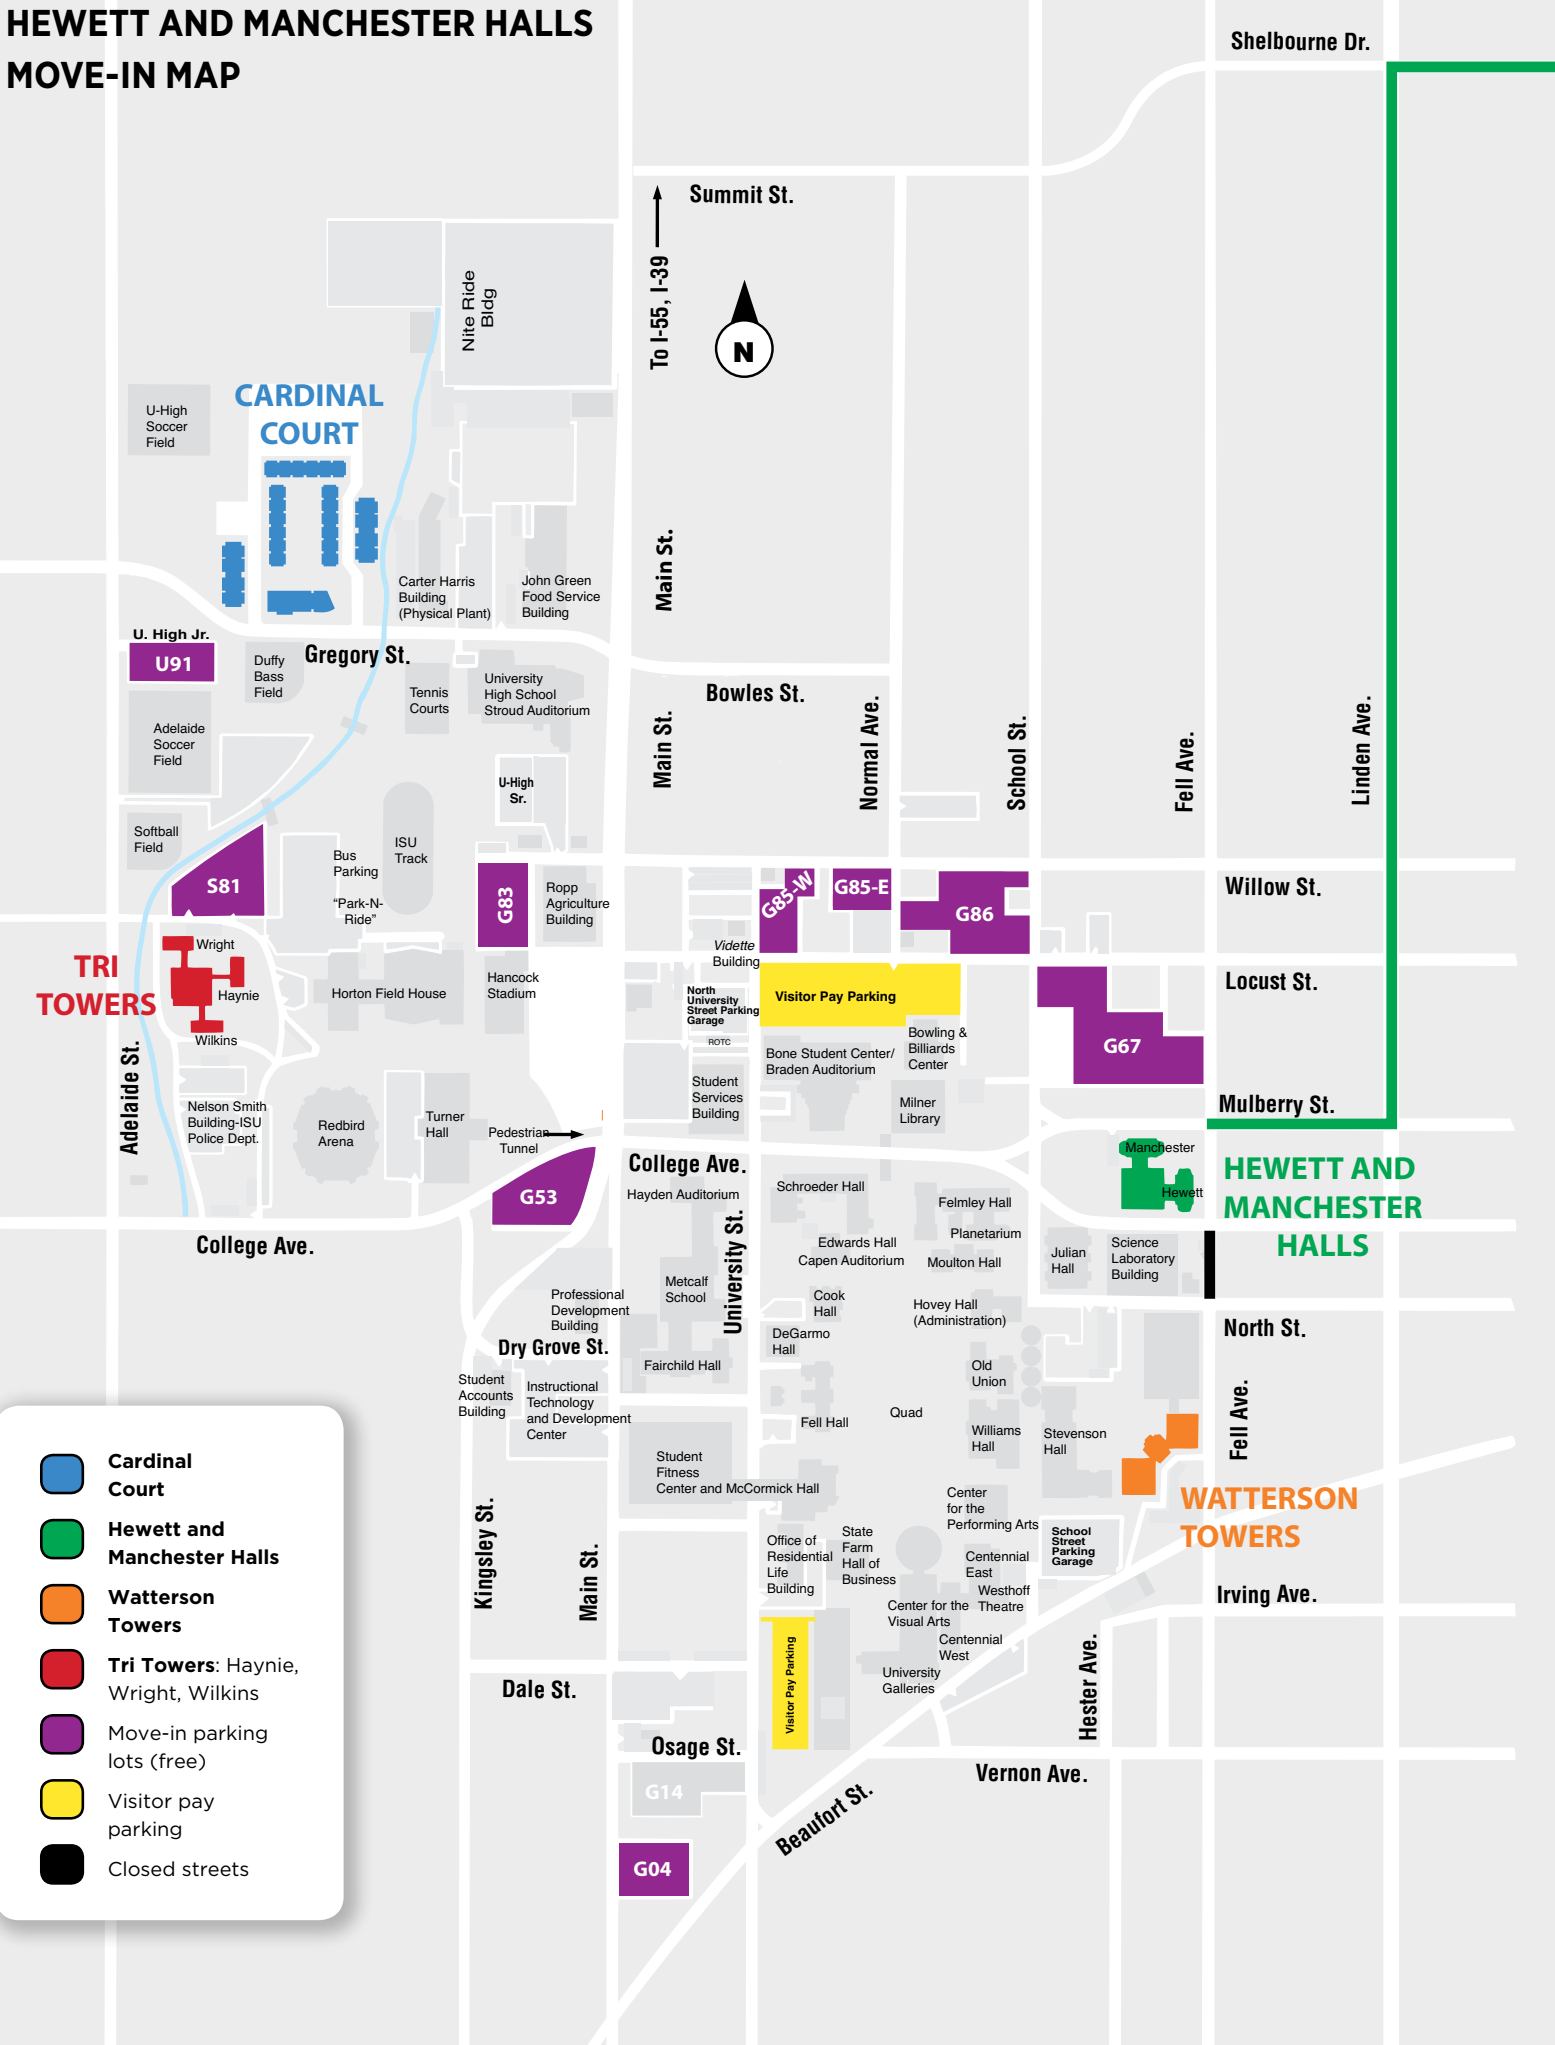 HEWETT AND MANCHESTER HALLS
MOVE-IN MAP
Shelbourne Dr.
Summit St.
To I-55, I-39
N
Nite Ride
Bldg
CARDINAL
COURT
U-High
Soccer
Field
Main St.
Carter Harris
Building
(Physical Plant)
John Green
Food Service
Building
U. High Jr.
U91
Duffy
Bass
Field
Gregory St.
Tennis
Courts
University
High School
Stroud Auditorium
Bowles St.
Main St.
Normal Ave.
School St.
Fell Ave.
Linden Ave.
Adelaide
Soccer
Field
U-High
Sr.
Softball
Field
S81
Bus
Parking
“Park-N-
Ride”
ISU
Track
G83
Ropp
Agriculture
Building
G85-W
G85-E
G86
Willow St.
Vidette
Building
TRI
TOWERS
Wright
Haynie
Wilkins
Horton Field House
Hancock
Stadium
North
University
Street Parking
Garage
ROTC
Visitor Pay Parking
Locust St.
G67
Bone Student Center/
Braden Auditorium
Bowling &
Billiards
Center
Adelaide St.
Nelson Smith
Building-ISU
Police Dept.
Redbird
Arena
Turner
Hall
Pedestrian
Tunnel
Student
Services
Building
Milner
Library
Mulberry St.
Manchester
Hewett
HEWETT AND
MANCHESTER
HALLS
College Ave.
G53
Hayden Auditorium
Schroeder Hall
Felmley Hall
Planetarium
College Ave.
University St.
Edwards Hall
Capen Auditorium
Moulton Hall
Julian
Hall
Science
Laboratory
Building
Metcalf
School
Professional
Development
Building
Cook
Hall
Hovey Hall
(Administration)
North St.
DeGarmo
Hall
Dry Grove St.
Fairchild Hall
Old
Union
Student
Accounts
Building
Instructional
Technology
and Development
Center
Fell Hall
Quad
Williams
Hall
Stevenson
Hall
Fell Ave.
Student
Fitness
Center and McCormick Hall
Center
for the
Performing Arts
WATTERSON
TOWERS
School
Street
Parking
Garage
Kingsley St.
Main St.
Office of
Residential
Life
Building
State
Farm
Hall of
Business
Centennial
East
Westhoff
Theatre
Irving Ave.
Center for the
Visual Arts
Centennial
West
University
Galleries
Visitor Pay Parking
Hester Ave.
Dale St.
Osage St.
Vernon Ave.
G14
Beaufort St.
G04
Cardinal
Court
Hewett and
Manchester Halls
Watterson
Towers
Tri Towers: Haynie,
Wright, Wilkins
Move-in parking
lots (free)
Visitor pay
parking
Closed streets